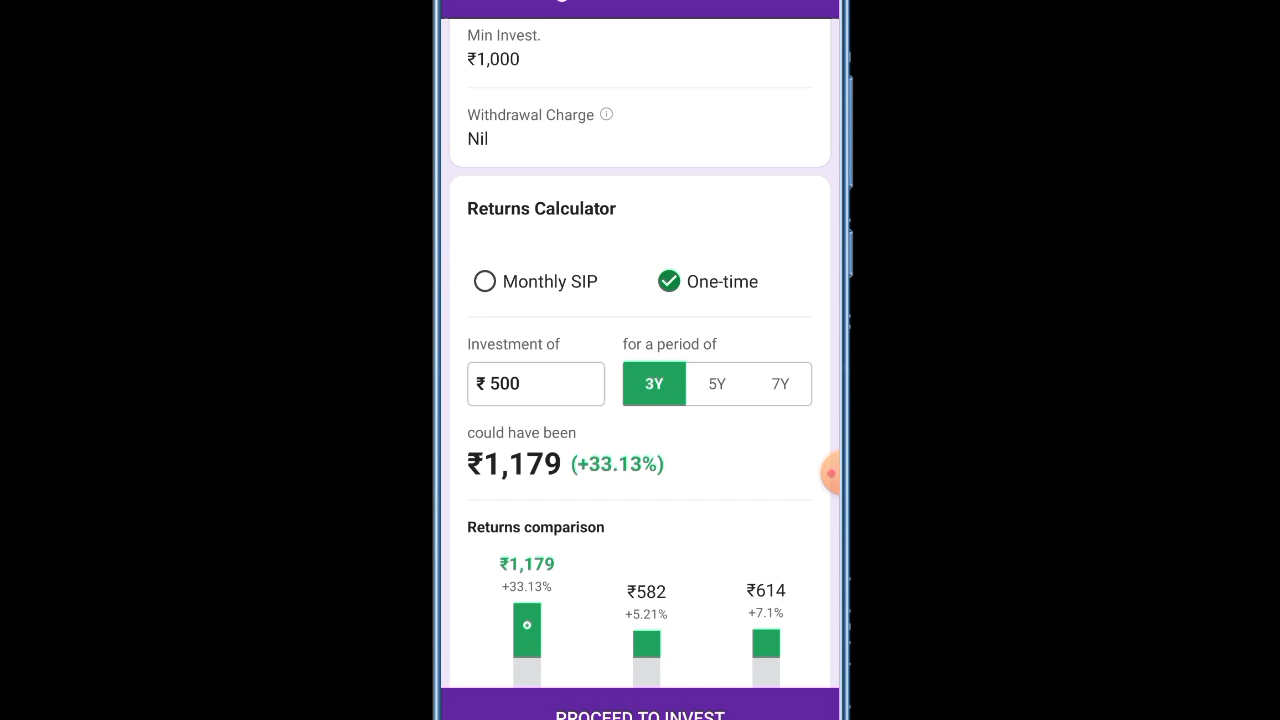 Min Invest.
₹1,000
Withdrawal Charge
Nil
Returns Calculator
Monthly SIP One-time
Investment of for a period of
₹ 500 3Y 5Y 7Y
could have been
₹1,179 (+33.13%)
Returns comparison
₹1,179 ₹582 ₹614
+33.13% +5.21% +7.1%
PROCEED TO INVEST